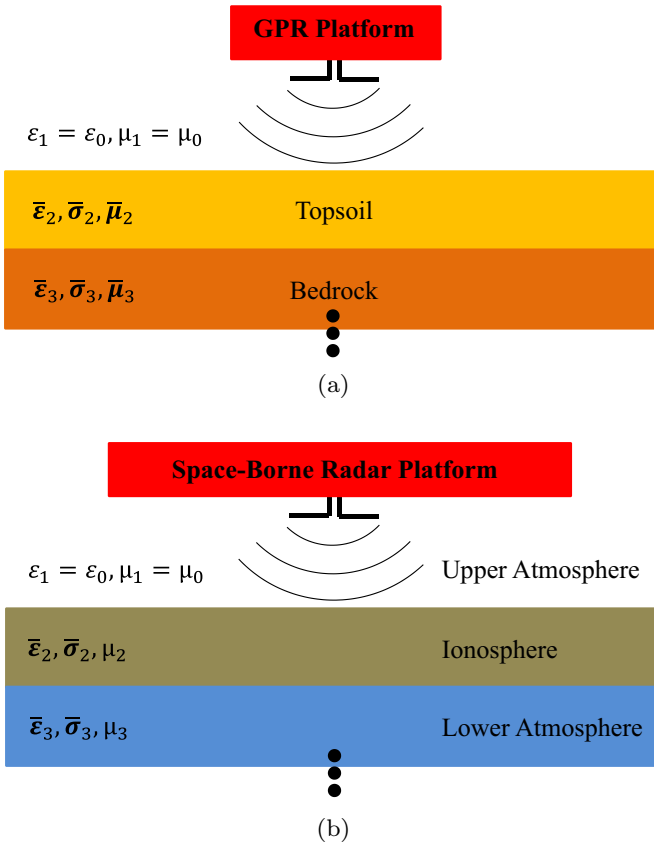 GPR Platform
ε₁ = ε₀, μ₁ = μ₀
ε̅₂, σ̅₂, μ̅₂ Topsoil
ε̅₃, σ̅₃, μ̅₃ Bedrock
(a)
Space-Borne Radar Platform
ε₁ = ε₀, μ₁ = μ₀ Upper Atmosphere
ε̅₂, σ̅₂, μ₂ Ionosphere
ε̅₃, σ̅₃, μ₃ Lower Atmosphere
(b)